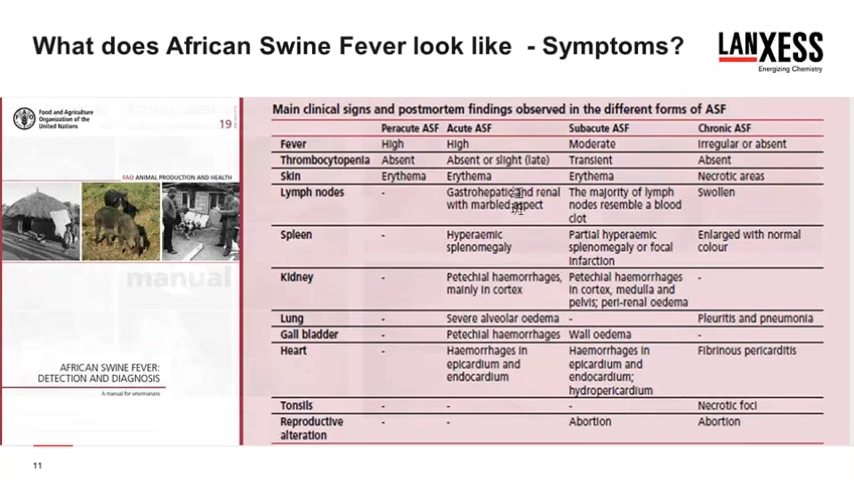 What does African Swine Fever look like - Symptoms?
LANXESS
Energizing Chemistry
Food and Agriculture
Organization of the
United Nations
19
FAO ANIMAL PRODUCTION AND HEALTH
manual
AFRICAN SWINE FEVER:
DETECTION AND DIAGNOSIS
A manual for veterinarians
Main clinical signs and postmortem findings observed in the different forms of ASF
Peracute ASF Acute ASF Subacute ASF Chronic ASF
Fever High High Moderate Irregular or absent
Thrombocytopenia Absent Absent or slight (late) Transient Absent
Skin Erythema Erythema Erythema Necrotic areas
Lymph nodes - Gastrohepatic and renal The majority of lymph Swollen
with marbled aspect nodes resemble a blood
clot
Spleen - Hyperaemic Partial hyperaemic Enlarged with normal
splenomegaly splenomegaly or focal colour
infarction
Kidney - Petechial haemorrhages, Petechial haemorrhages -
mainly in cortex in cortex, medulla and
pelvis; peri-renal oedema
Lung - Severe alveolar oedema - Pleuritis and pneumonia
Gall bladder - Petechial haemorrhages Wall oedema -
Heart - Haemorrhages in Haemorrhages in Fibrinous pericarditis
epicardium and epicardium and
endocardium endocardium;
hydropericardium
Tonsils - - - Necrotic foci
Reproductive - - Abortion Abortion
alteration
11